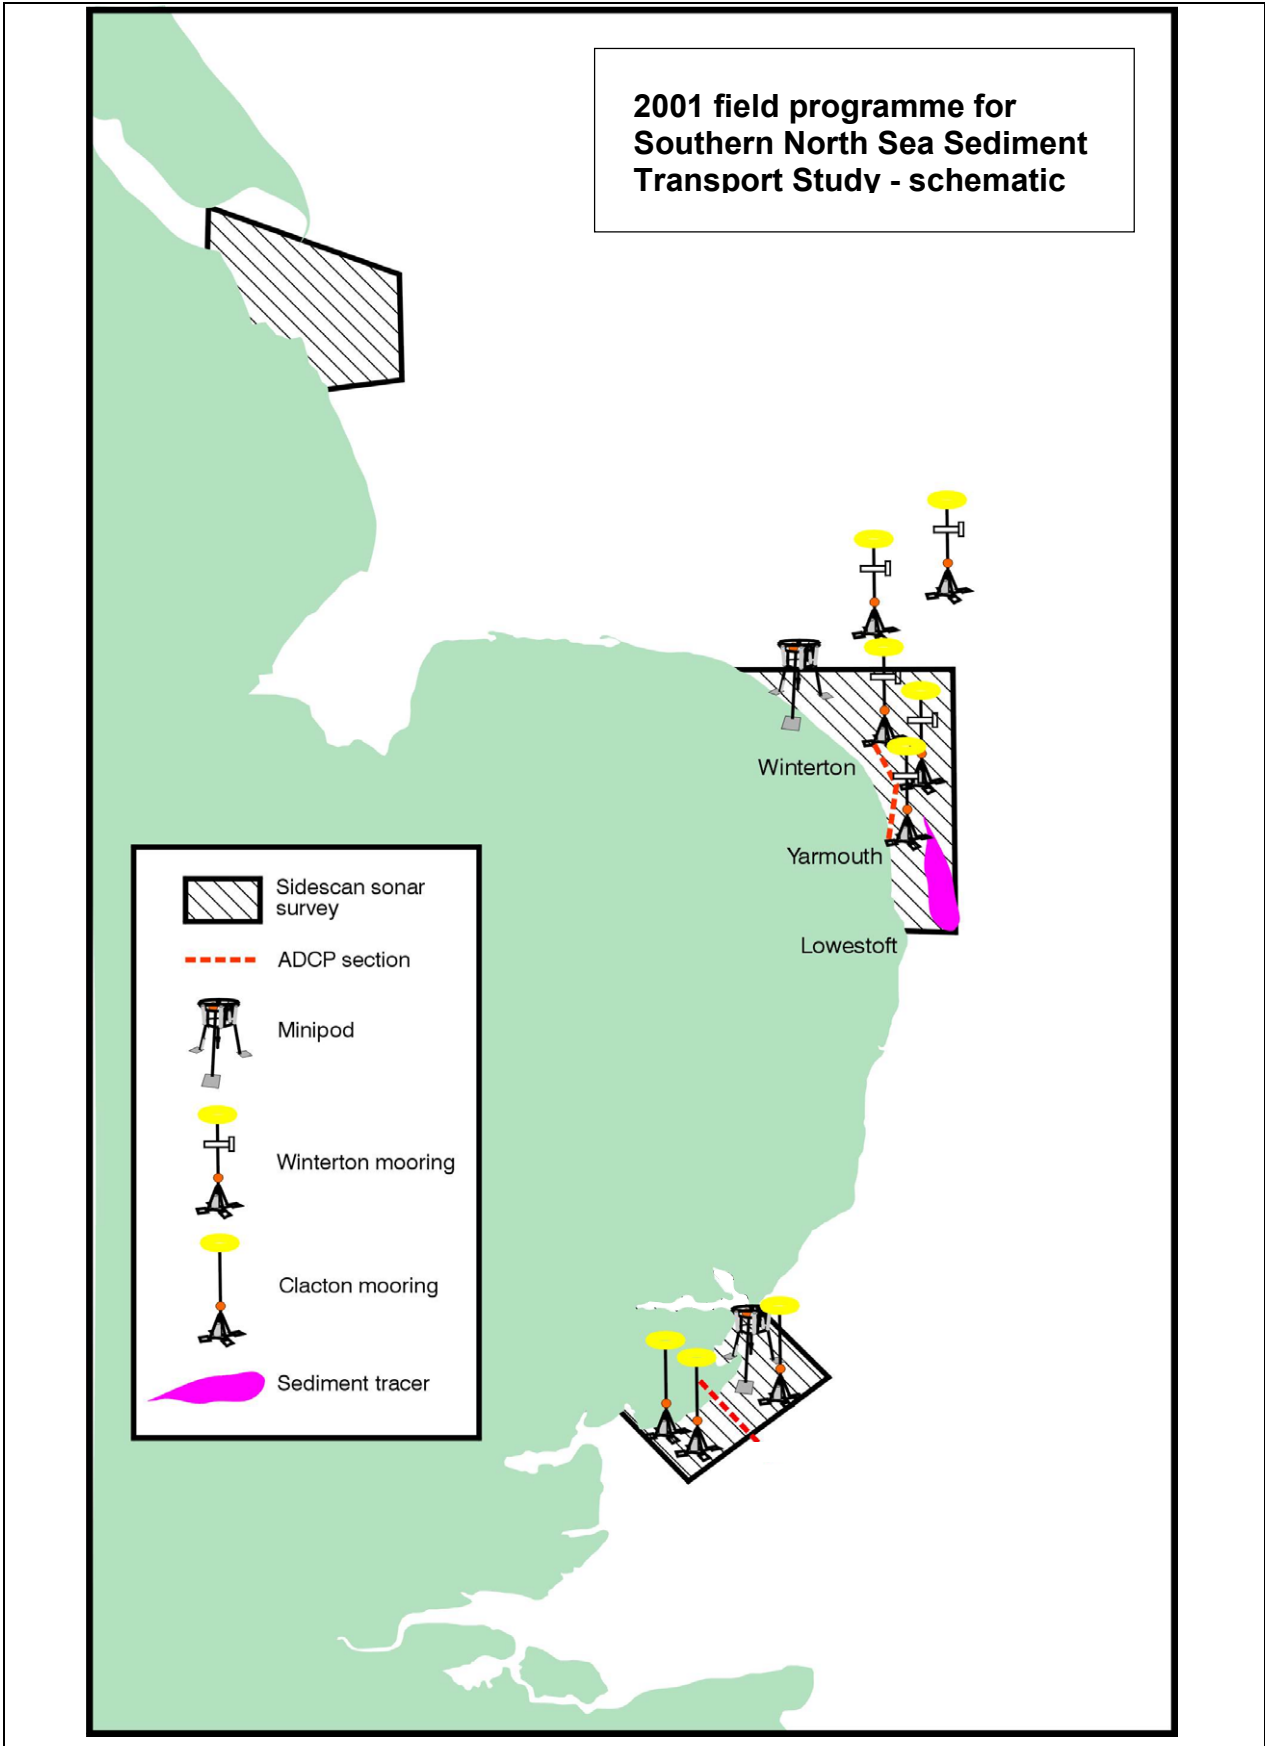 2001 field programme for
Southern North Sea Sediment
Transport Study - schematic
Winterton
Yarmouth
Lowestoft
Sidescan sonar
survey
ADCP section
Minipod
Winterton mooring
Clacton mooring
Sediment tracer